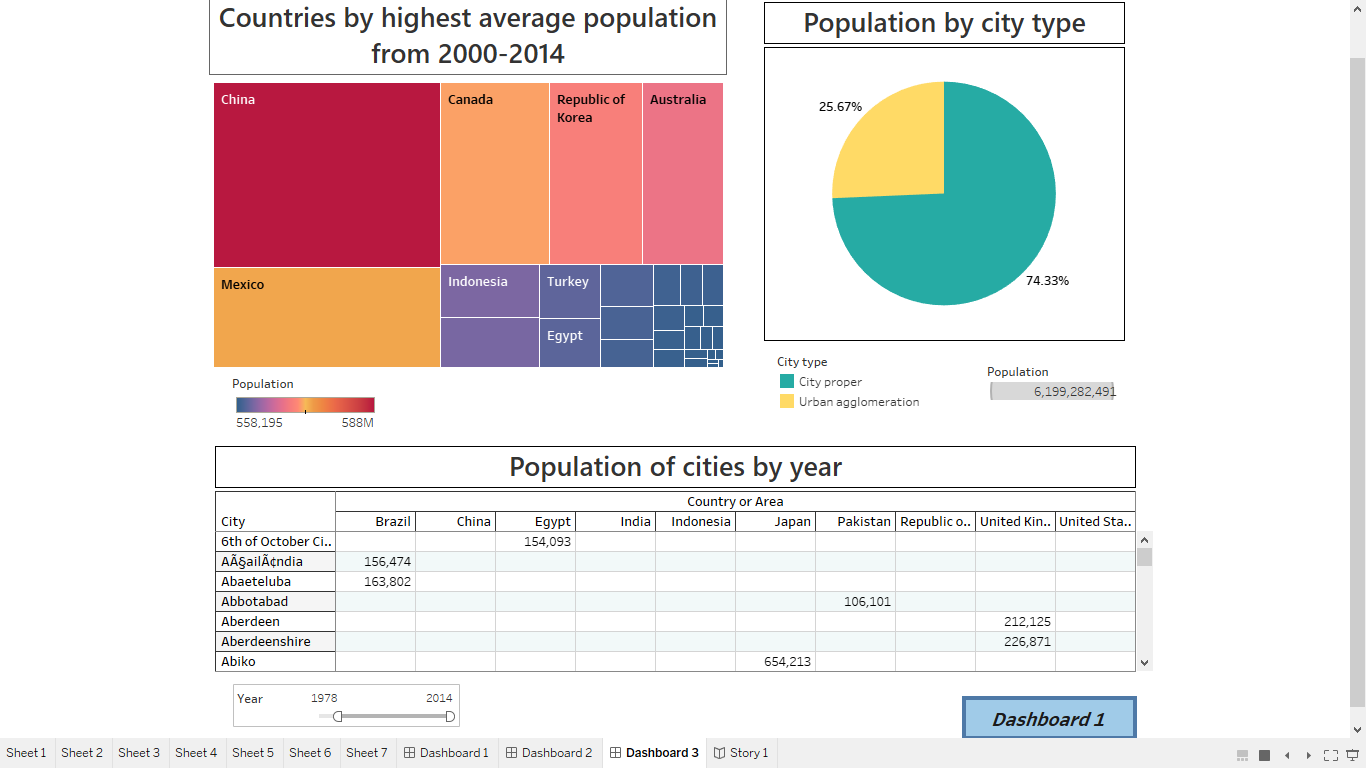 Countries by highest average population
from 2000-2014
Population by city type
China
Canada
Republic of
Korea
Australia
Mexico
Indonesia
Turkey
Egypt
25.67%
74.33%
Population
558,195 588M
City type
City proper
Urban agglomeration
Population
6,199,282,491
Population of cities by year
Country or Area
City Brazil China Egypt India Indonesia Japan Pakistan Republic o.. United Kin.. United Sta..
6th of October Ci.. 154,093
AÃ§ailÃ¢ndia 156,474
Abaeteluba 163,802
Abbotabad 106,101
Aberdeen 212,125
Aberdeenshire 226,871
Abiko 654,213
Year 1978 2014
Dashboard 1
Sheet 1 Sheet 2 Sheet 3 Sheet 4 Sheet 5 Sheet 6 Sheet 7 Dashboard 1 Dashboard 2 Dashboard 3 Story 1